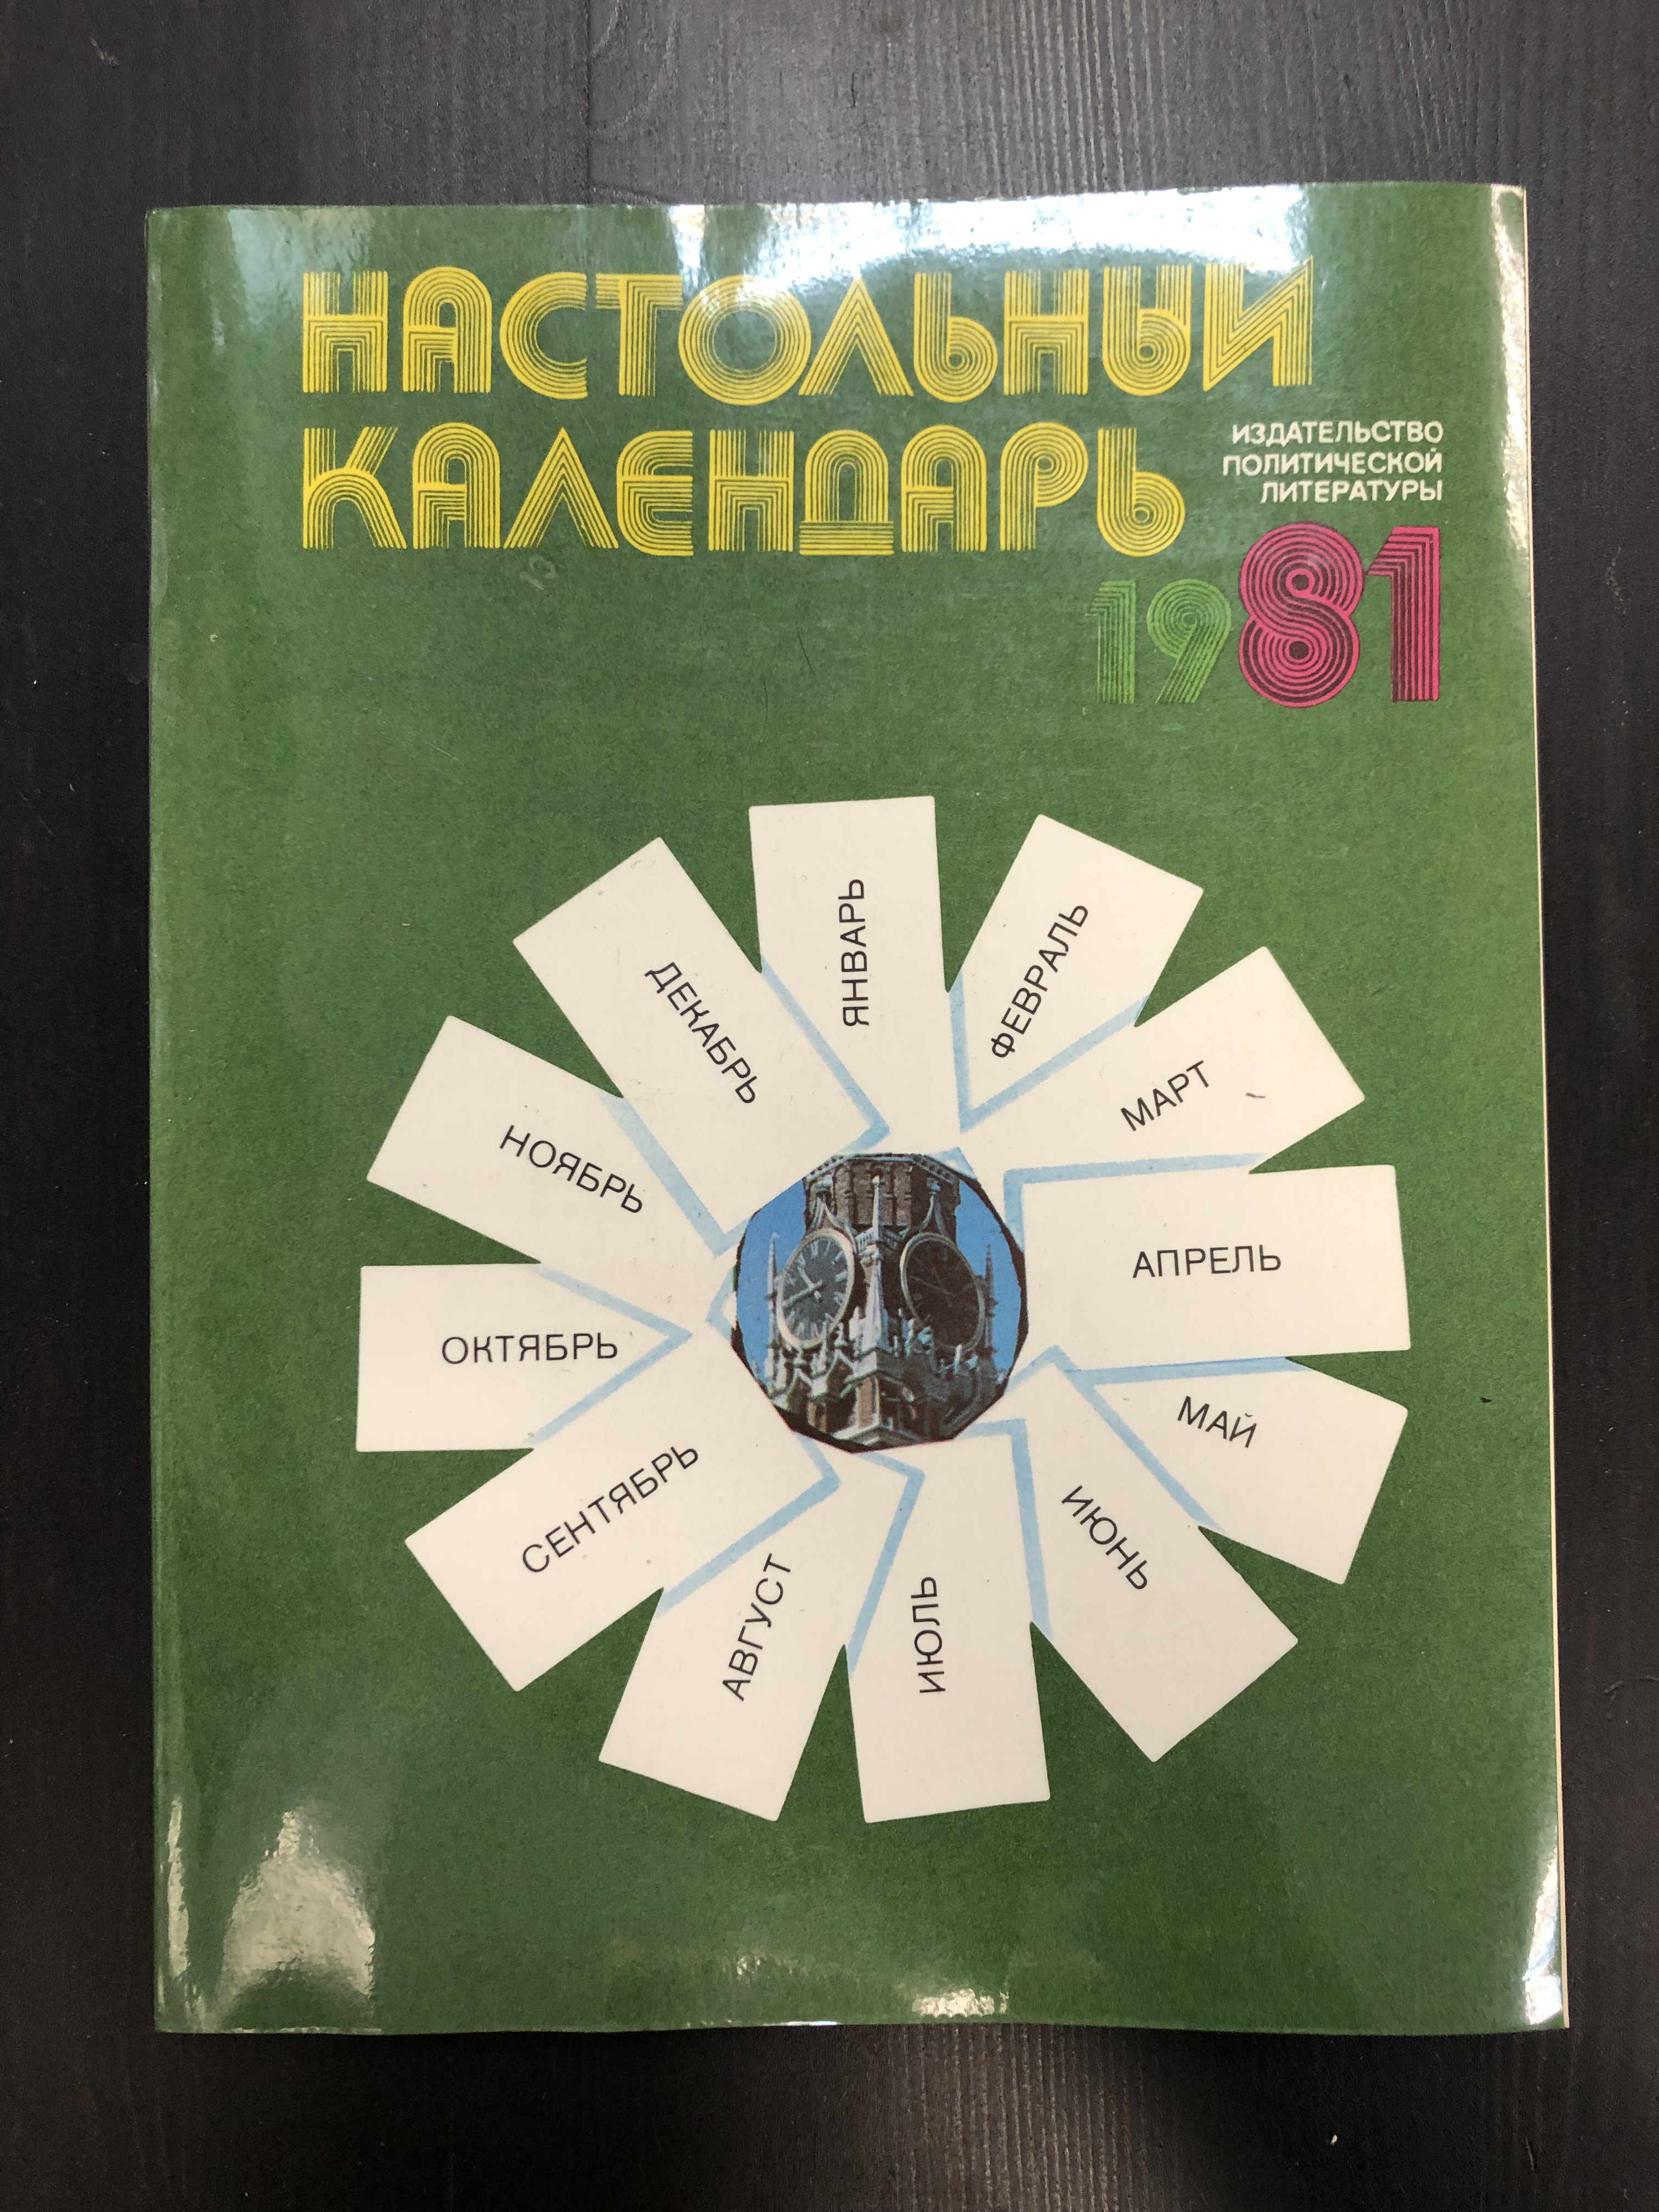 НАСТОЛЬНЫЙ
КАЛЕНДАРЬ
ИЗДАТЕЛЬСТВО
ПОЛИТИЧЕСКОЙ
ЛИТЕРАТУРЫ
1981
ЯНВАРЬ
ФЕВРАЛЬ
МАРТ
АПРЕЛЬ
МАЙ
ИЮНЬ
ИЮЛЬ
АВГУСТ
СЕНТЯБРЬ
ОКТЯБРЬ
НОЯБРЬ
ДЕКАБРЬ